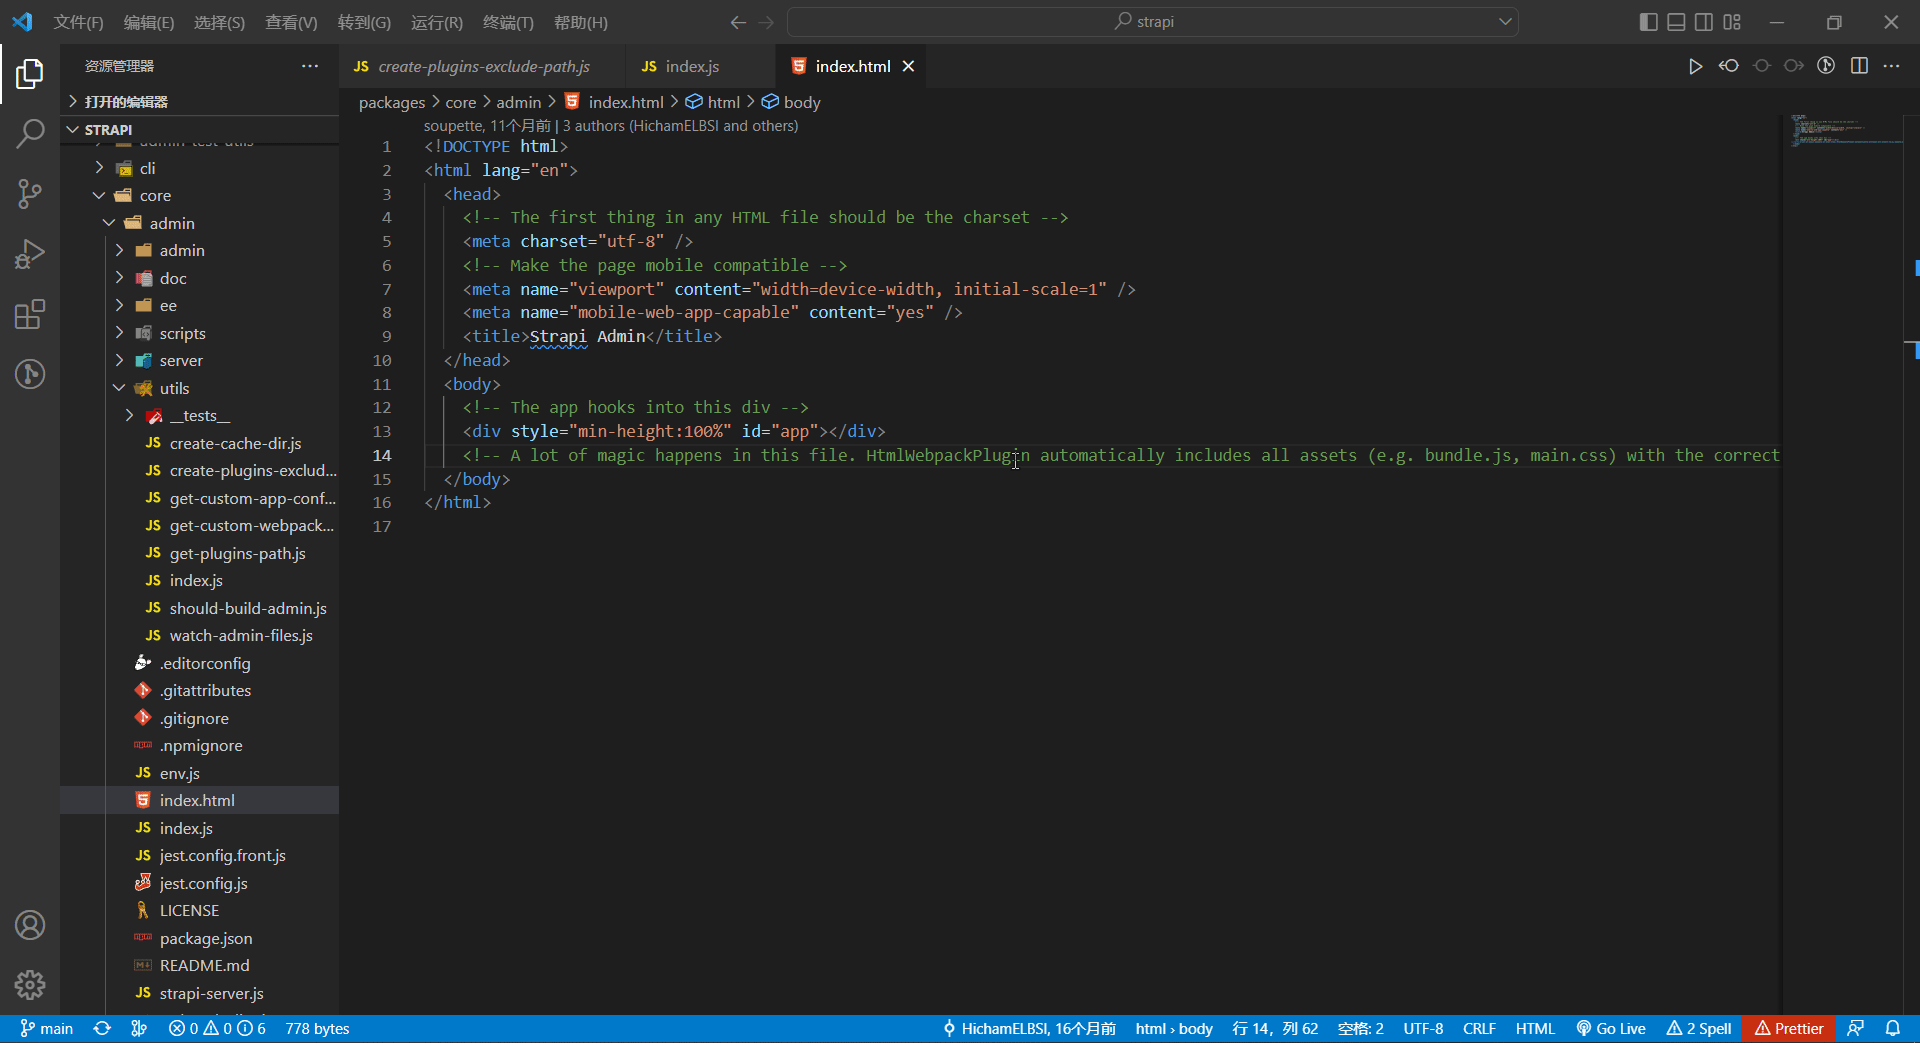 文件(F) 编辑(E) 选择(S) 查看(V) 转到(G) 运行(R) 终端(T) 帮助(H) strapi
资源管理器
打开的编辑器
STRAPI
admin-test-utils
cli
core
admin
admin
doc
ee
scripts
server
utils
__tests__
JS create-cache-dir.js
JS create-plugins-exclud...
JS get-custom-app-conf...
JS get-custom-webpack...
JS get-plugins-path.js
JS index.js
JS should-build-admin.js
JS watch-admin-files.js
.editorconfig
.gitattributes
.gitignore
.npmignore
JS env.js
index.html
JS index.js
JS jest.config.front.js
jest.config.js
LICENSE
package.json
README.md
JS strapi-server.js
JS create-plugins-exclude-path.js JS index.js index.html
packages > core > admin > index.html > html > body
soupette, 11个月前 | 3 authors (HichamELBSI and others)
1 <!DOCTYPE html>
2 <html lang="en">
3 <head>
4 <!-- The first thing in any HTML file should be the charset -->
5 <meta charset="utf-8" />
6 <!-- Make the page mobile compatible -->
7 <meta name="viewport" content="width=device-width, initial-scale=1" />
8 <meta name="mobile-web-app-capable" content="yes" />
9 <title>Strapi Admin</title>
10 </head>
11 <body>
12 <!-- The app hooks into this div -->
13 <div style="min-height:100%" id="app"></div>
14 <!-- A lot of magic happens in this file. HtmlWebpackPlugin automatically includes all assets (e.g. bundle.js, main.css) with the correct
15 </body>
16 </html>
17
main 0 0 6 778 bytes HichamELBSI, 16个月前 html › body 行 14，列 62 空格: 2 UTF-8 CRLF HTML Go Live 2 Spell Prettier